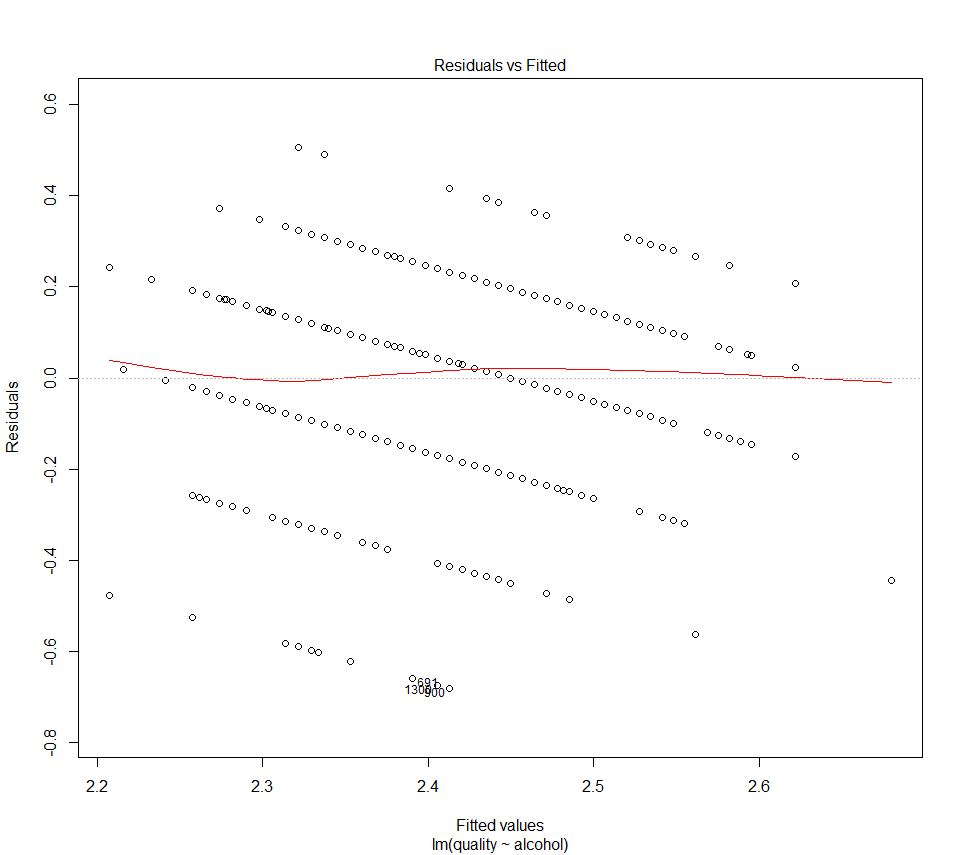 Residuals vs Fitted
0.6
0.4
0.2
0.0
-0.2
-0.4
-0.6
-0.8
Residuals
691
1300
900
2.2 2.3 2.4 2.5 2.6
Fitted values
lm(quality ~ alcohol)